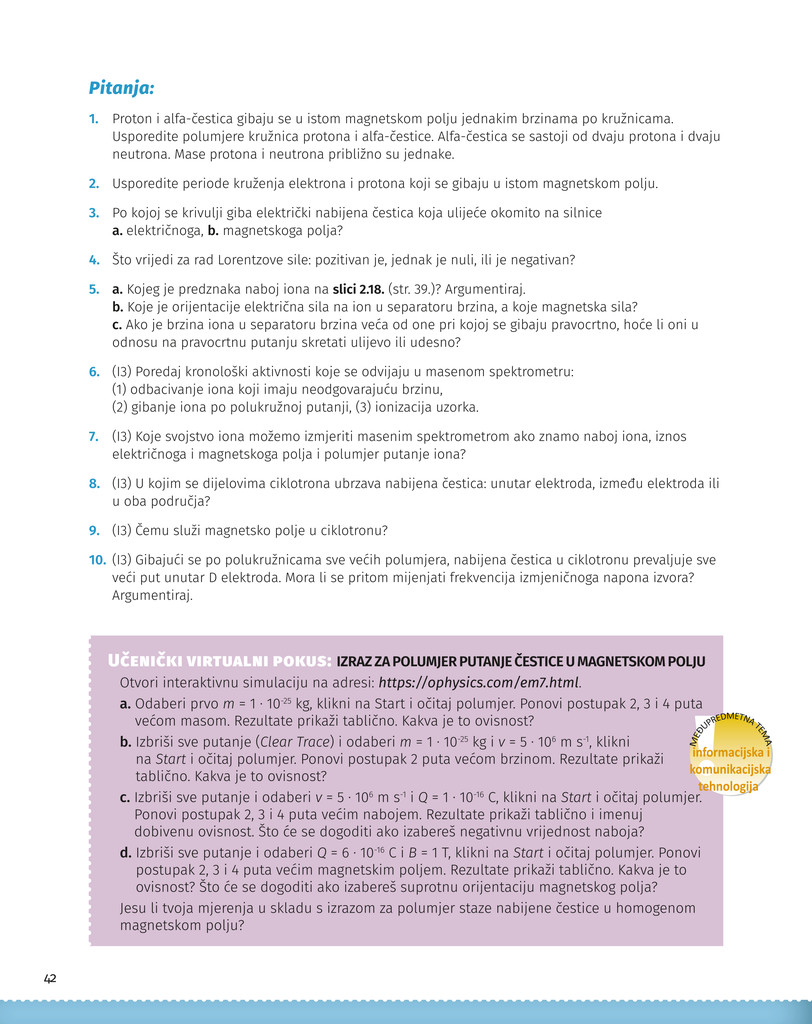 Pitanja:
1. Proton i alfa-čestica gibaju se u istom magnetskom polju jednakim brzinama po kružnicama.
Usporedite polumjere kružnica protona i alfa-čestice. Alfa-čestica se sastoji od dvaju protona i dvaju
neutrona. Mase protona i neutrona približno su jednake.
2. Usporedite periode kruženja elektrona i protona koji se gibaju u istom magnetskom polju.
3. Po kojoj se krivulji giba električki nabijena čestica koja ulijeće okomito na silnice
a. električnoga, b. magnetskoga polja?
4. Što vrijedi za rad Lorentzove sile: pozitivan je, jednak je nuli, ili je negativan?
5. a. Kojeg je predznaka naboj iona na slici 2.18. (str. 39.)? Argumentiraj.
b. Koje je orijentacije električna sila na ion u separatoru brzina, a koje magnetska sila?
c. Ako je brzina iona u separatoru brzina veća od one pri kojoj se gibaju pravocrtno, hoće li oni u
odnosu na pravocrtnu putanju skretati ulijevo ili udesno?
6. (I3) Poredaj kronološki aktivnosti koje se odvijaju u masenom spektrometru:
(1) odbacivanje iona koji imaju neodgovarajuću brzinu,
(2) gibanje iona po polukružnoj putanji, (3) ionizacija uzorka.
7. (I3) Koje svojstvo iona možemo izmjeriti masenim spektrometrom ako znamo naboj iona, iznos
električnoga i magnetskoga polja i polumjer putanje iona?
8. (I3) U kojim se dijelovima ciklotrona ubrzava nabijena čestica: unutar elektroda, između elektroda ili
u oba područja?
9. (I3) Čemu služi magnetsko polje u ciklotronu?
10. (I3) Gibajući se po polukružnicama sve većih polumjera, nabijena čestica u ciklotronu prevaljuje sve
veći put unutar D elektroda. Mora li se pritom mijenjati frekvencija izmjeničnoga napona izvora?
Argumentiraj.
UČENIČKI VIRTUALNI POKUS: IZRAZ ZA POLUMJER PUTANJE ČESTICE U MAGNETSKOM POLJU
Otvori interaktivnu simulaciju na adresi: https://ophysics.com/em7.html.
a. Odaberi prvo m = 1 · 10⁻²⁵ kg, klikni na Start i očitaj polumjer. Ponovi postupak 2, 3 i 4 puta
većom masom. Rezultate prikaži tablično. Kakva je to ovisnost?
b. Izbriši sve putanje (Clear Trace) i odaberi m = 1 · 10⁻²⁵ kg i v = 5 · 10⁶ m s⁻¹, klikni
na Start i očitaj polumjer. Ponovi postupak 2 puta većom brzinom. Rezultate prikaži
tablično. Kakva je to ovisnost?
c. Izbriši sve putanje i odaberi v = 5 · 10⁶ m s⁻¹ i Q = 1 · 10⁻¹⁶ C, klikni na Start i očitaj polumjer.
Ponovi postupak 2, 3 i 4 puta većim nabojem. Rezultate prikaži tablično i imenuj
dobivenu ovisnost. Što će se dogoditi ako izabereš negativnu vrijednost naboja?
d. Izbriši sve putanje i odaberi Q = 6 · 10⁻¹⁶ C i B = 1 T, klikni na Start i očitaj polumjer. Ponovi
postupak 2, 3 i 4 puta većim magnetskim poljem. Rezultate prikaži tablično. Kakva je to
ovisnost? Što će se dogoditi ako izabereš suprotnu orijentaciju magnetskog polja?
Jesu li tvoja mjerenja u skladu s izrazom za polumjer staze nabijene čestice u homogenom
magnetskom polju?
MEĐUPREDMETNA TEMA
informacijska i
komunikacijska
tehnologija
42